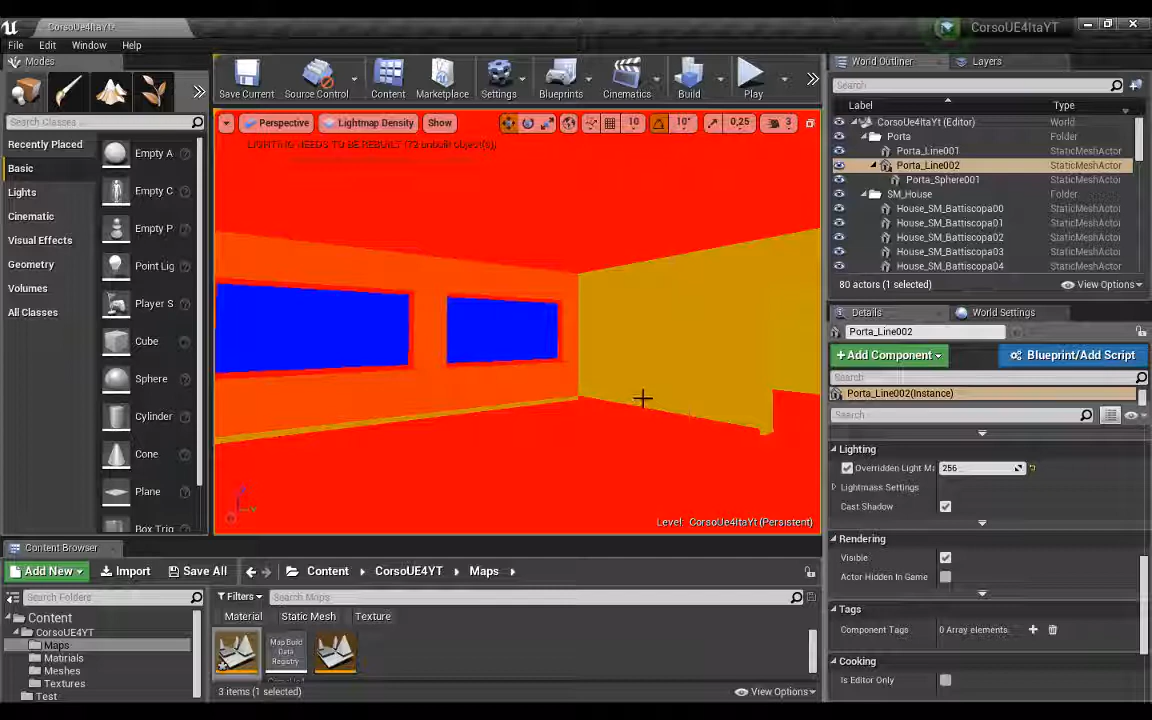 CorsoUE4ItaYT
CorsoUE4ItaYT
File Edit Window Help
Modes
Search Classes
Recently Placed
Basic
Lights
Cinematic
Visual Effects
Geometry
Volumes
All Classes
Empty A
Empty C
Empty P
Point Lig
Player S
Cube
Sphere
Cylinder
Cone
Plane
Box Trig
Save Current
Source Control
Content
Marketplace
Settings
Blueprints
Cinematics
Build
Play
Perspective
Lightmap Density
Show
10
10°
0,25
3
LIGHTING NEEDS TO BE REBUILT (72 unbuilt object(s))
Level: CorsoUe4ItaYt (Persistent)
World Outliner
Layers
Search
Label Type
CorsoUe4ItaYt (Editor) World
Porta Folder
Porta_Line001 StaticMeshActor
Porta_Line002 StaticMeshActor
Porta_Sphere001 StaticMeshActor
SM_House Folder
House_SM_Battiscopa00 StaticMeshActor
House_SM_Battiscopa01 StaticMeshActor
House_SM_Battiscopa02 StaticMeshActor
House_SM_Battiscopa03 StaticMeshActor
House_SM_Battiscopa04 StaticMeshActor
80 actors (1 selected)
View Options
Details
World Settings
Porta_Line002
+Add Component
Blueprint/Add Script
Search
Porta_Line002(Instance)
Search
Lighting
Overridden Light Ma 256
Lightmass Settings
Cast Shadow
Rendering
Visible
Actor Hidden In Game
Tags
Component Tags 0 Array elements
Cooking
Is Editor Only
Content Browser
Add New
Import
Save All
Content CorsoUE4YT Maps
Search Folders
Content
CorsoUE4YT
Maps
Matirials
Meshes
Textures
Test
Filters
Search Maps
Material
Static Mesh
Texture
Map Build
Data
Registry
3 items (1 selected)
View Options